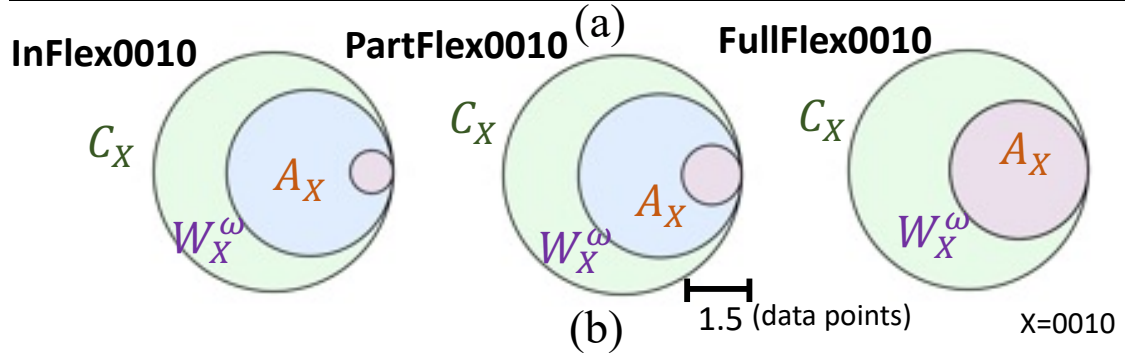 (a)
InFlex0010 PartFlex0010 FullFlex0010
C_X C_X C_X
A_X A_X A_X
W_X^ω W_X^ω W_X^ω
1.5 (data points)
(b) X=0010